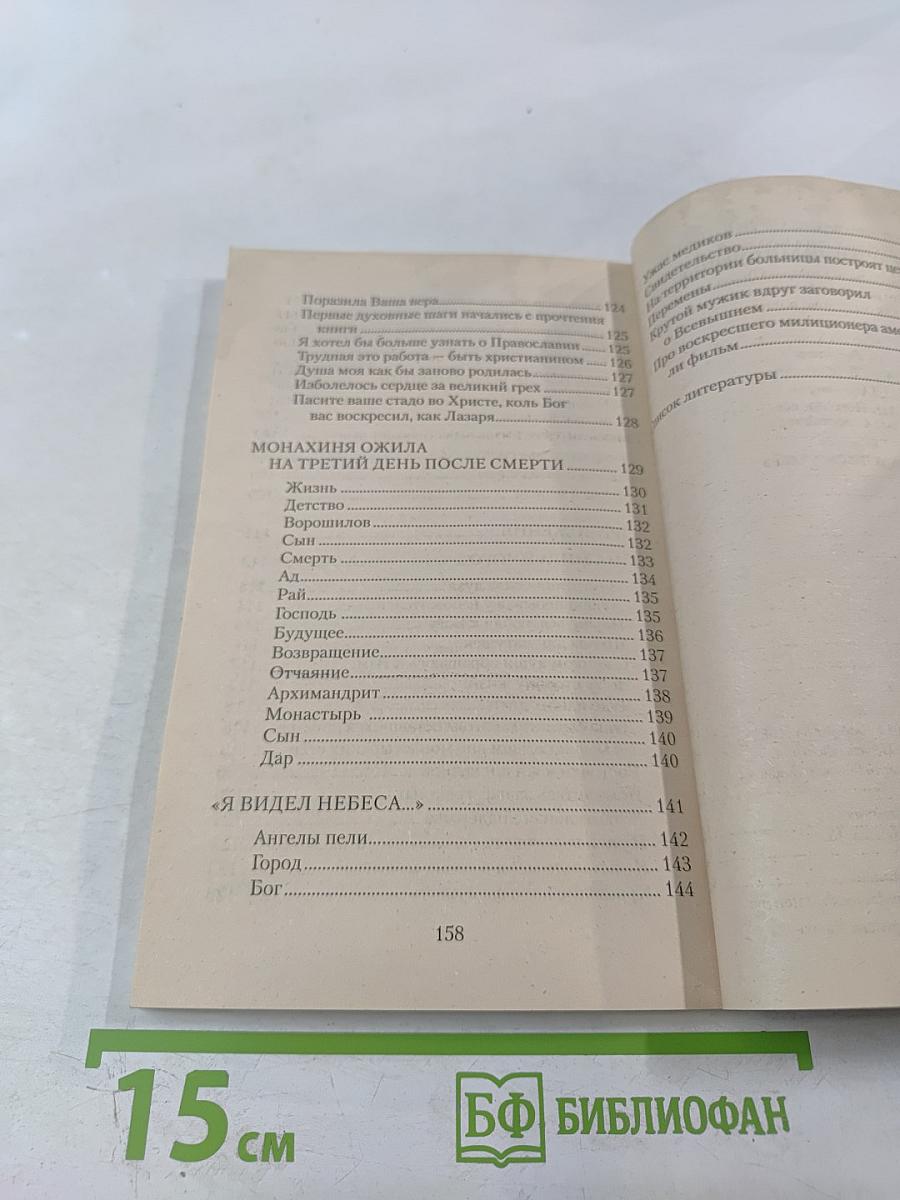 Поразила Ваша вера..........124
Первые духовные шаги начались с прочтения
книги..........125
Я хотел бы больше узнать о Православии..........125
Трудная это работа — быть христианином..........126
Душа моя как бы заново родилась..........127
Изболелось сердце за великий грех..........127
Пасите ваше стадо во Христе, коль Бог
вас воскресил, как Лазаря..........128
МОНАХИНЯ ОЖИЛА
НА ТРЕТИЙ ДЕНЬ ПОСЛЕ СМЕРТИ..........129
Жизнь..........130
Детство..........131
Ворошилов..........132
Сын..........132
Смерть..........133
Ад..........134
Рай..........135
Господь..........135
Будущее..........136
Возвращение..........137
Отчаяние..........137
Архимандрит..........138
Монастырь..........139
Сын..........140
Дар..........140
«Я ВИДЕЛ НЕБЕСА...»..........141
Ангелы пели..........142
Город..........143
Бог..........144
158
Ужас медиков..........
Свидетельство..........
На территории больницы построят
Перемены..........
Крутой мужик вдруг заговорил
о Всевышнем..........
Про воскресшего милиционера
ли фильм..........
литературы..........
15 см
БФ БИБЛИОФАН